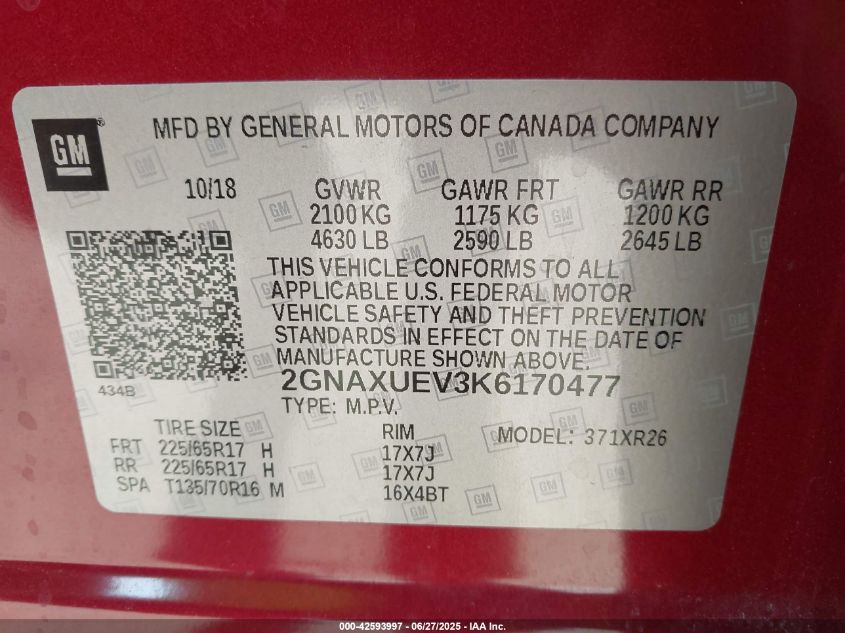 GM
MFD BY GENERAL MOTORS OF CANADA COMPANY
10/18 GVWR GAWR FRT GAWR RR
2100 KG 1175 KG 1200 KG
4630 LB 2590 LB 2645 LB
THIS VEHICLE CONFORMS TO ALL
APPLICABLE U.S. FEDERAL MOTOR
VEHICLE SAFETY AND THEFT PREVENTION
STANDARDS IN EFFECT ON THE DATE OF
MANUFACTURE SHOWN ABOVE.
434B
2GNAXUEV3K6170477
TYPE: M.P.V.
TIRE SIZE RIM MODEL: 371XR26
FRT 225/65R17 H 17X7J
RR 225/65R17 H 17X7J
SPA T135/70R16 M 16X4BT
000-42593997 - 06/27/2025 - IAA Inc.